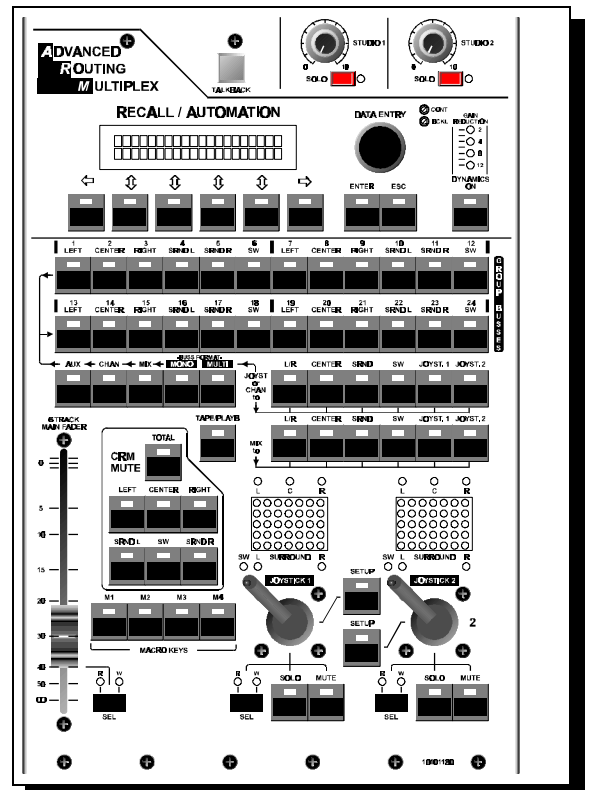 ADVANCED
ROUTING
MULTIPLEX
TALKBACK
STUDIO 1
0 10
SOLO
STUDIO 2
0 10
SOLO
RECALL / AUTOMATION
DATA ENTRY
CONT
BCKL
GAIN
REDUCTION
2
4
8
12
ENTER ESC
DYNAMICS
ON
1 2 3 4 5 6 7 8 9 10 11 12
LEFT CENTER RIGHT SRND L SRND R SW LEFT CENTER RIGHT SRND L SRND R SW
13 14 15 16 17 18 19 20 21 22 23 24
LEFT CENTER RIGHT SRND L SRND R SW LEFT CENTER RIGHT SRND L SRND R SW
GROUP BUSSES
BUSS FORMAT
AUX CHAN MIX MONO MULTI
JOYST
or
CHAN
to
L/R CENTER SRND SW JOYST. 1 JOYST. 2
L/R CENTER SRND SW JOYST. 1 JOYST. 2
MIX
to
TAPE/PLAYB
6TRACK
MAIN FADER
∞
0
5
10
15
20
30
40
50
∞
CRM
MUTE
TOTAL
LEFT CENTER RIGHT
SRND L SW SRND R
M1 M2 M3 M4
MACRO KEYS
L C R
SW L SURROUND R
JOYSTICK 1
L C R
SW L SURROUND R
JOYSTICK 2
SETUP
SETUP
2
R W
SEL
R W
SEL
SOLO MUTE
R W
SEL
SOLO MUTE